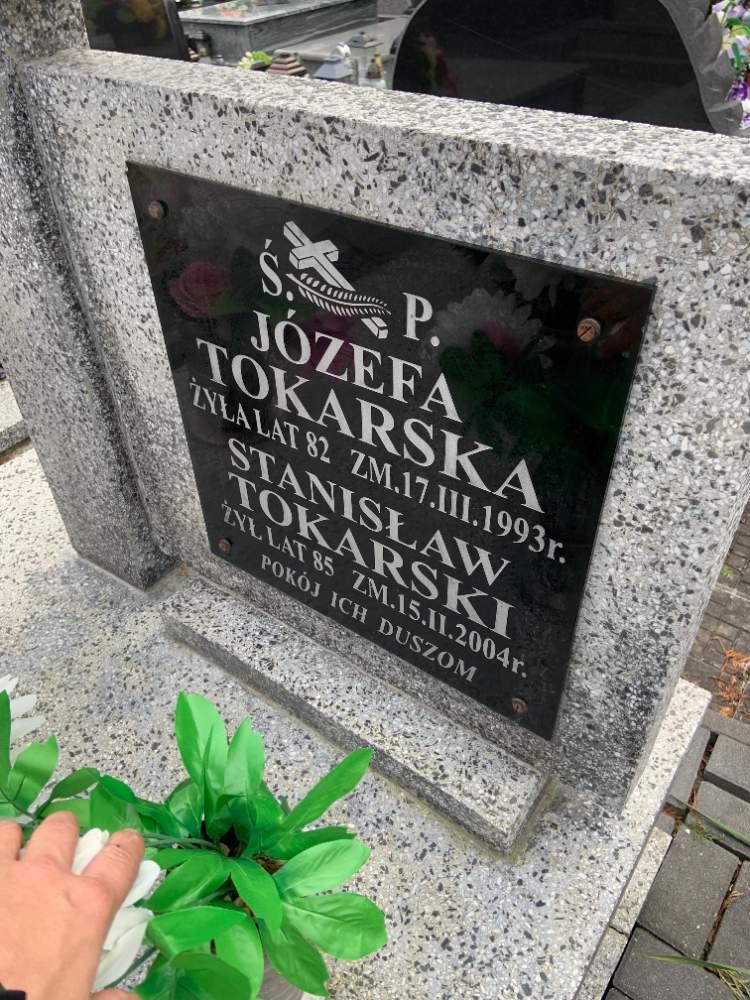 Ś. P.
JÓZEFA
TOKARSKA
ŻYŁA LAT 82 ZM.17.III.1993r.
STANISŁAW
TOKARSKI
ŻYŁ LAT 85 ZM.15.II.2004r.
POKÓJ ICH DUSZOM